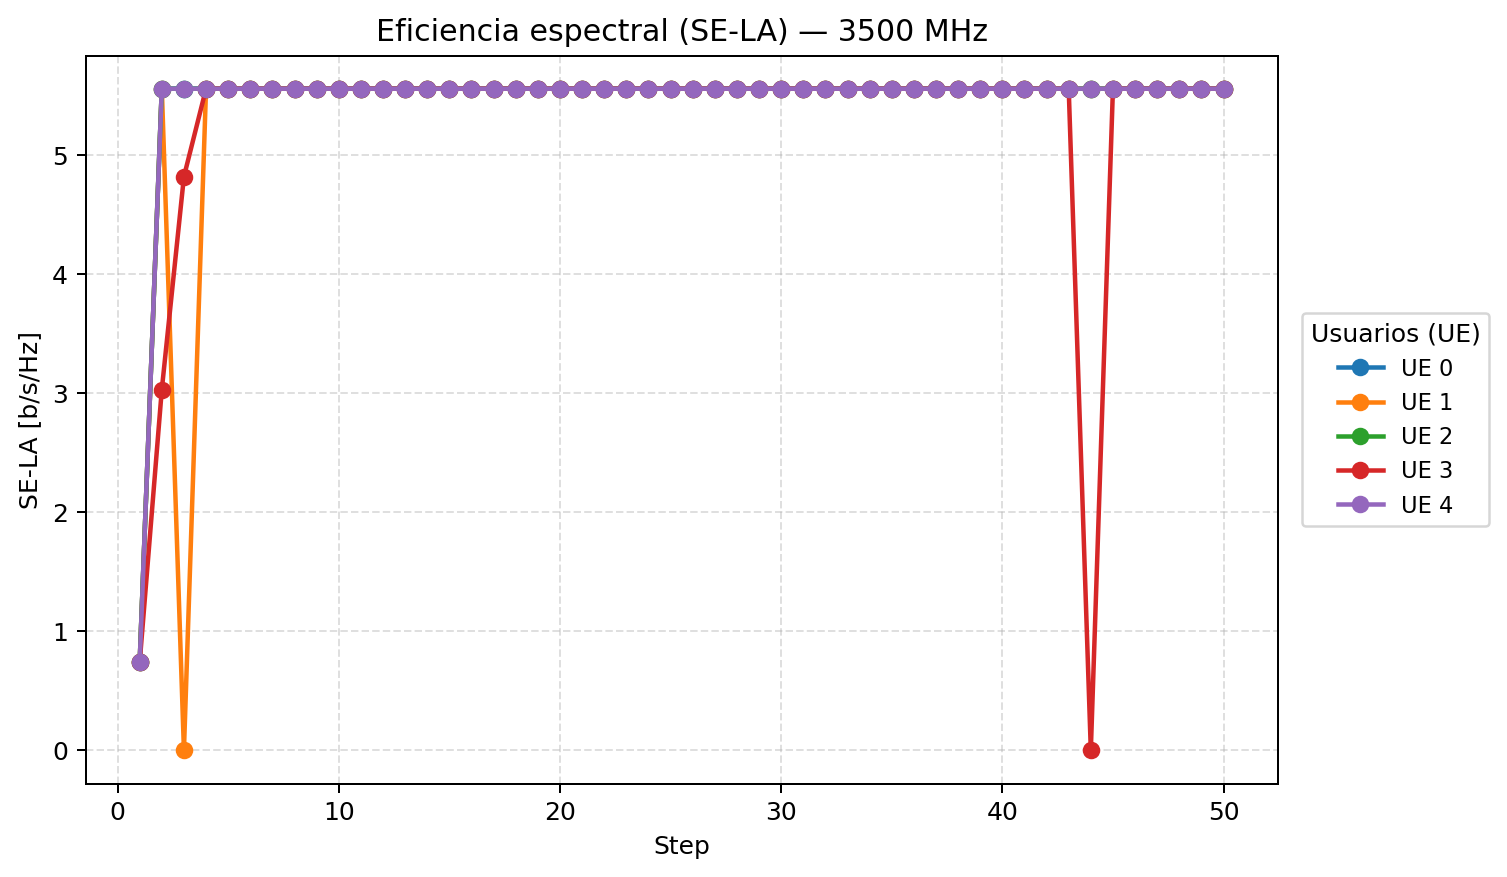 Eficiencia espectral (SE-LA) — 3500 MHz
SE-LA [b/s/Hz]
5
4
3
2
1
0
0 10 20 30 40 50
Step
Usuarios (UE)
UE 0
UE 1
UE 2
UE 3
UE 4